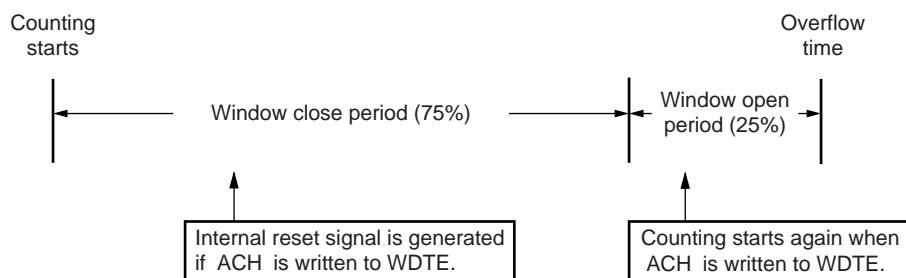 Counting
starts
Overflow
time
Window close period (75%)
Window open
period (25%)
Internal reset signal is generated
if ACH is written to WDTE.
Counting starts again when
ACH is written to WDTE.